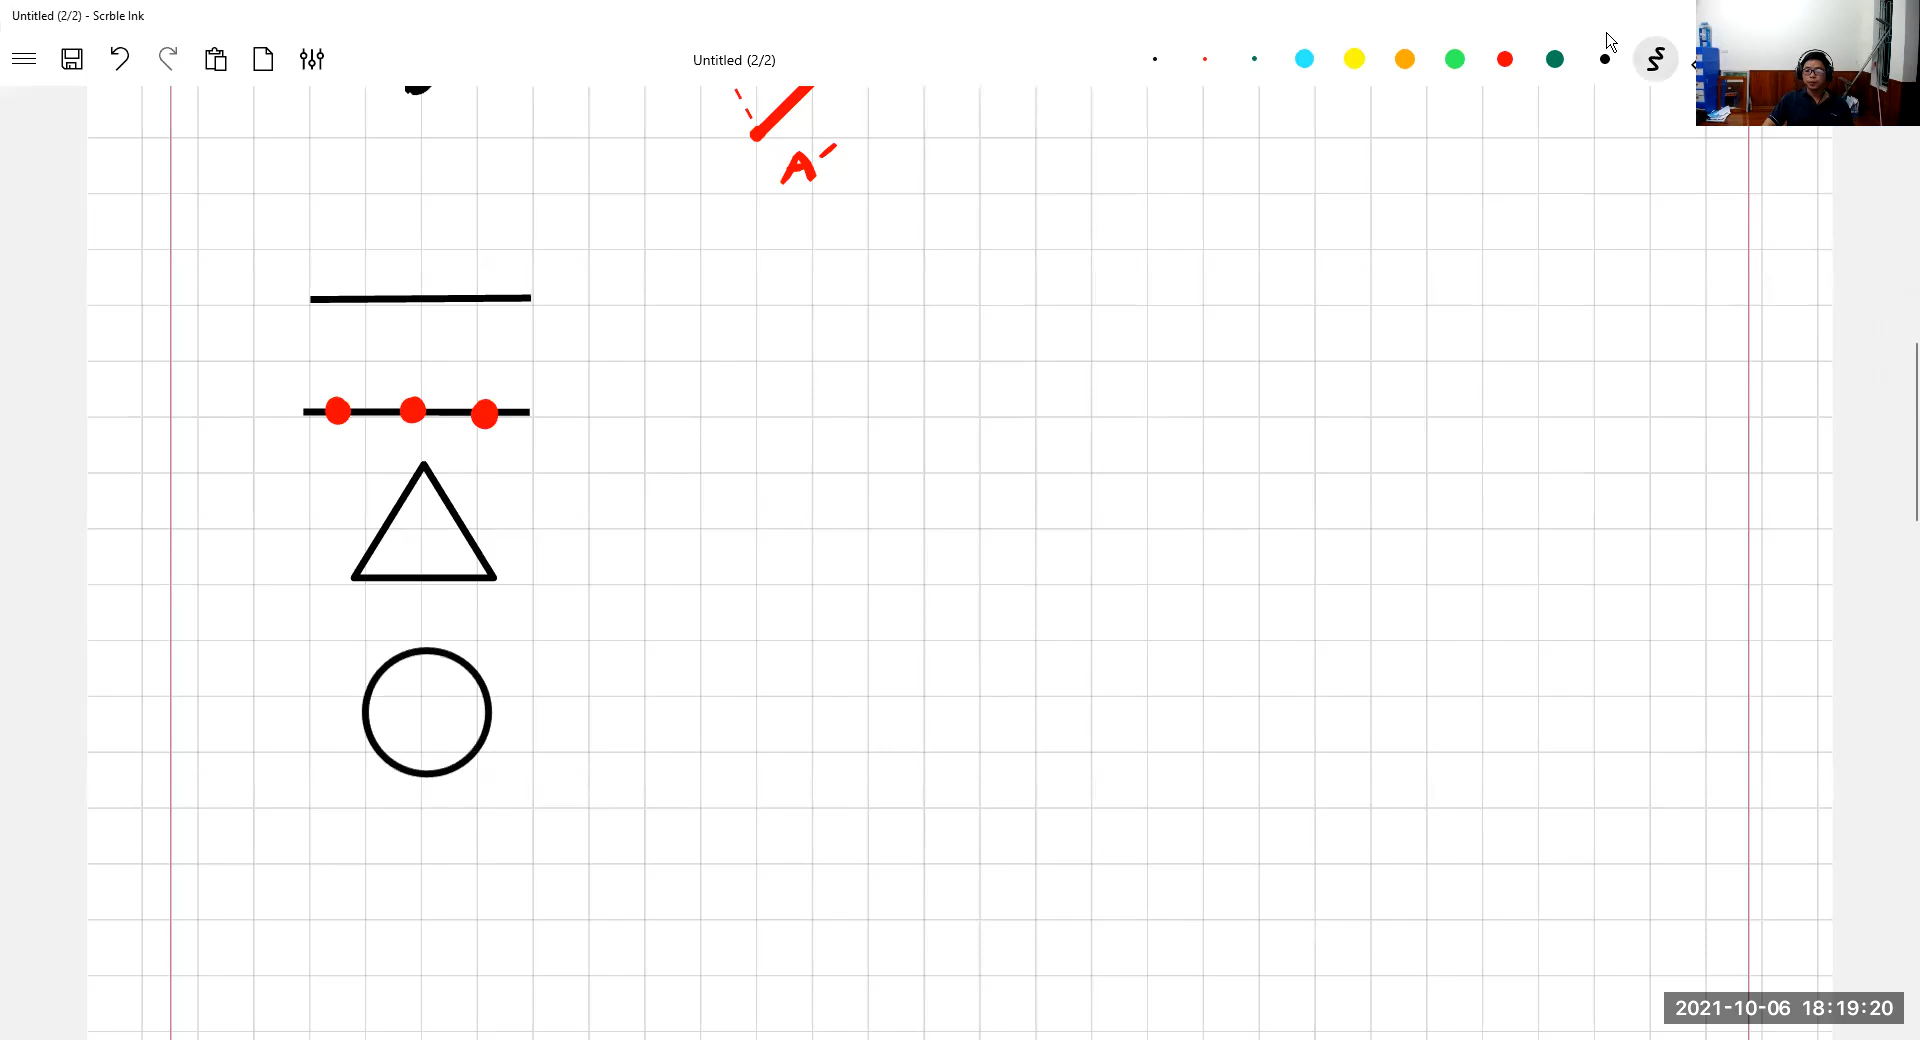 Untitled (2/2) - Scrble Ink
Untitled (2/2)
A'
2021-10-06 18:19:20